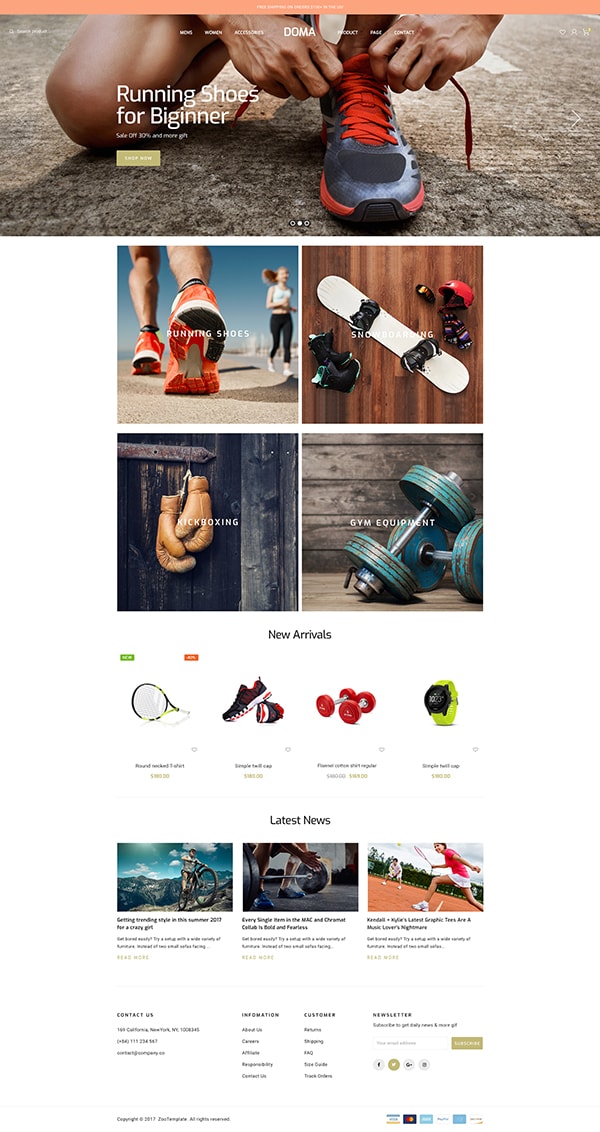 FREE SHIPPING ON ORDERS
MENS
WOMEN
ACCESSORIES
DOMA
PRODUCT
PAGE
CONTACT
Running Shoes
for Biginner
Sale Off 30% and more gift
SHOP NOW
RUNNING SHOES
SNOWBOARDING
KICKBOXING
GYM EQUIPMENT
New Arrivals
NEW
-40%
Round necked T-shirt
$180.00
Simple twill cap
$180.00
Flannel cotton shirt regular
$180.00 $169.00
Simple twill cap
$180.00
Latest News
Getting trending style in this summer 2017
for a crazy girl
Get bored easily? Try a setup with a wide variety of
furniture. Instead of two small sofas facing ...
READ MORE
Every Single Item in the MAC and Chromat
Collab Is Bold and Fearless
Get bored easily? Try a setup with a wide variety of
furniture. Instead of two small sofas facing...
READ MORE
Kendall + Kylie's Latest Graphic Tees Are A
Music Lover's Nightmare
Get bored easily? Try a setup with a wide variety of
furniture. Instead of two small sofas...
READ MORE
CONTACT US
169 California, NewYork, NY, 1008345
(+84) 111 234 967
contact@company.co
INFOMATION
About Us
Careers
Affiliate
Responsibility
Contact Us
CUSTOMER
Returns
Shipping
FAQ
Size Guide
Track Orders
NEWSLETTER
Subscribe to get daily news & more gif
Your email address
SUBSCRIBE
Copyright © 2017 ZooTemplate. All rights reserved.